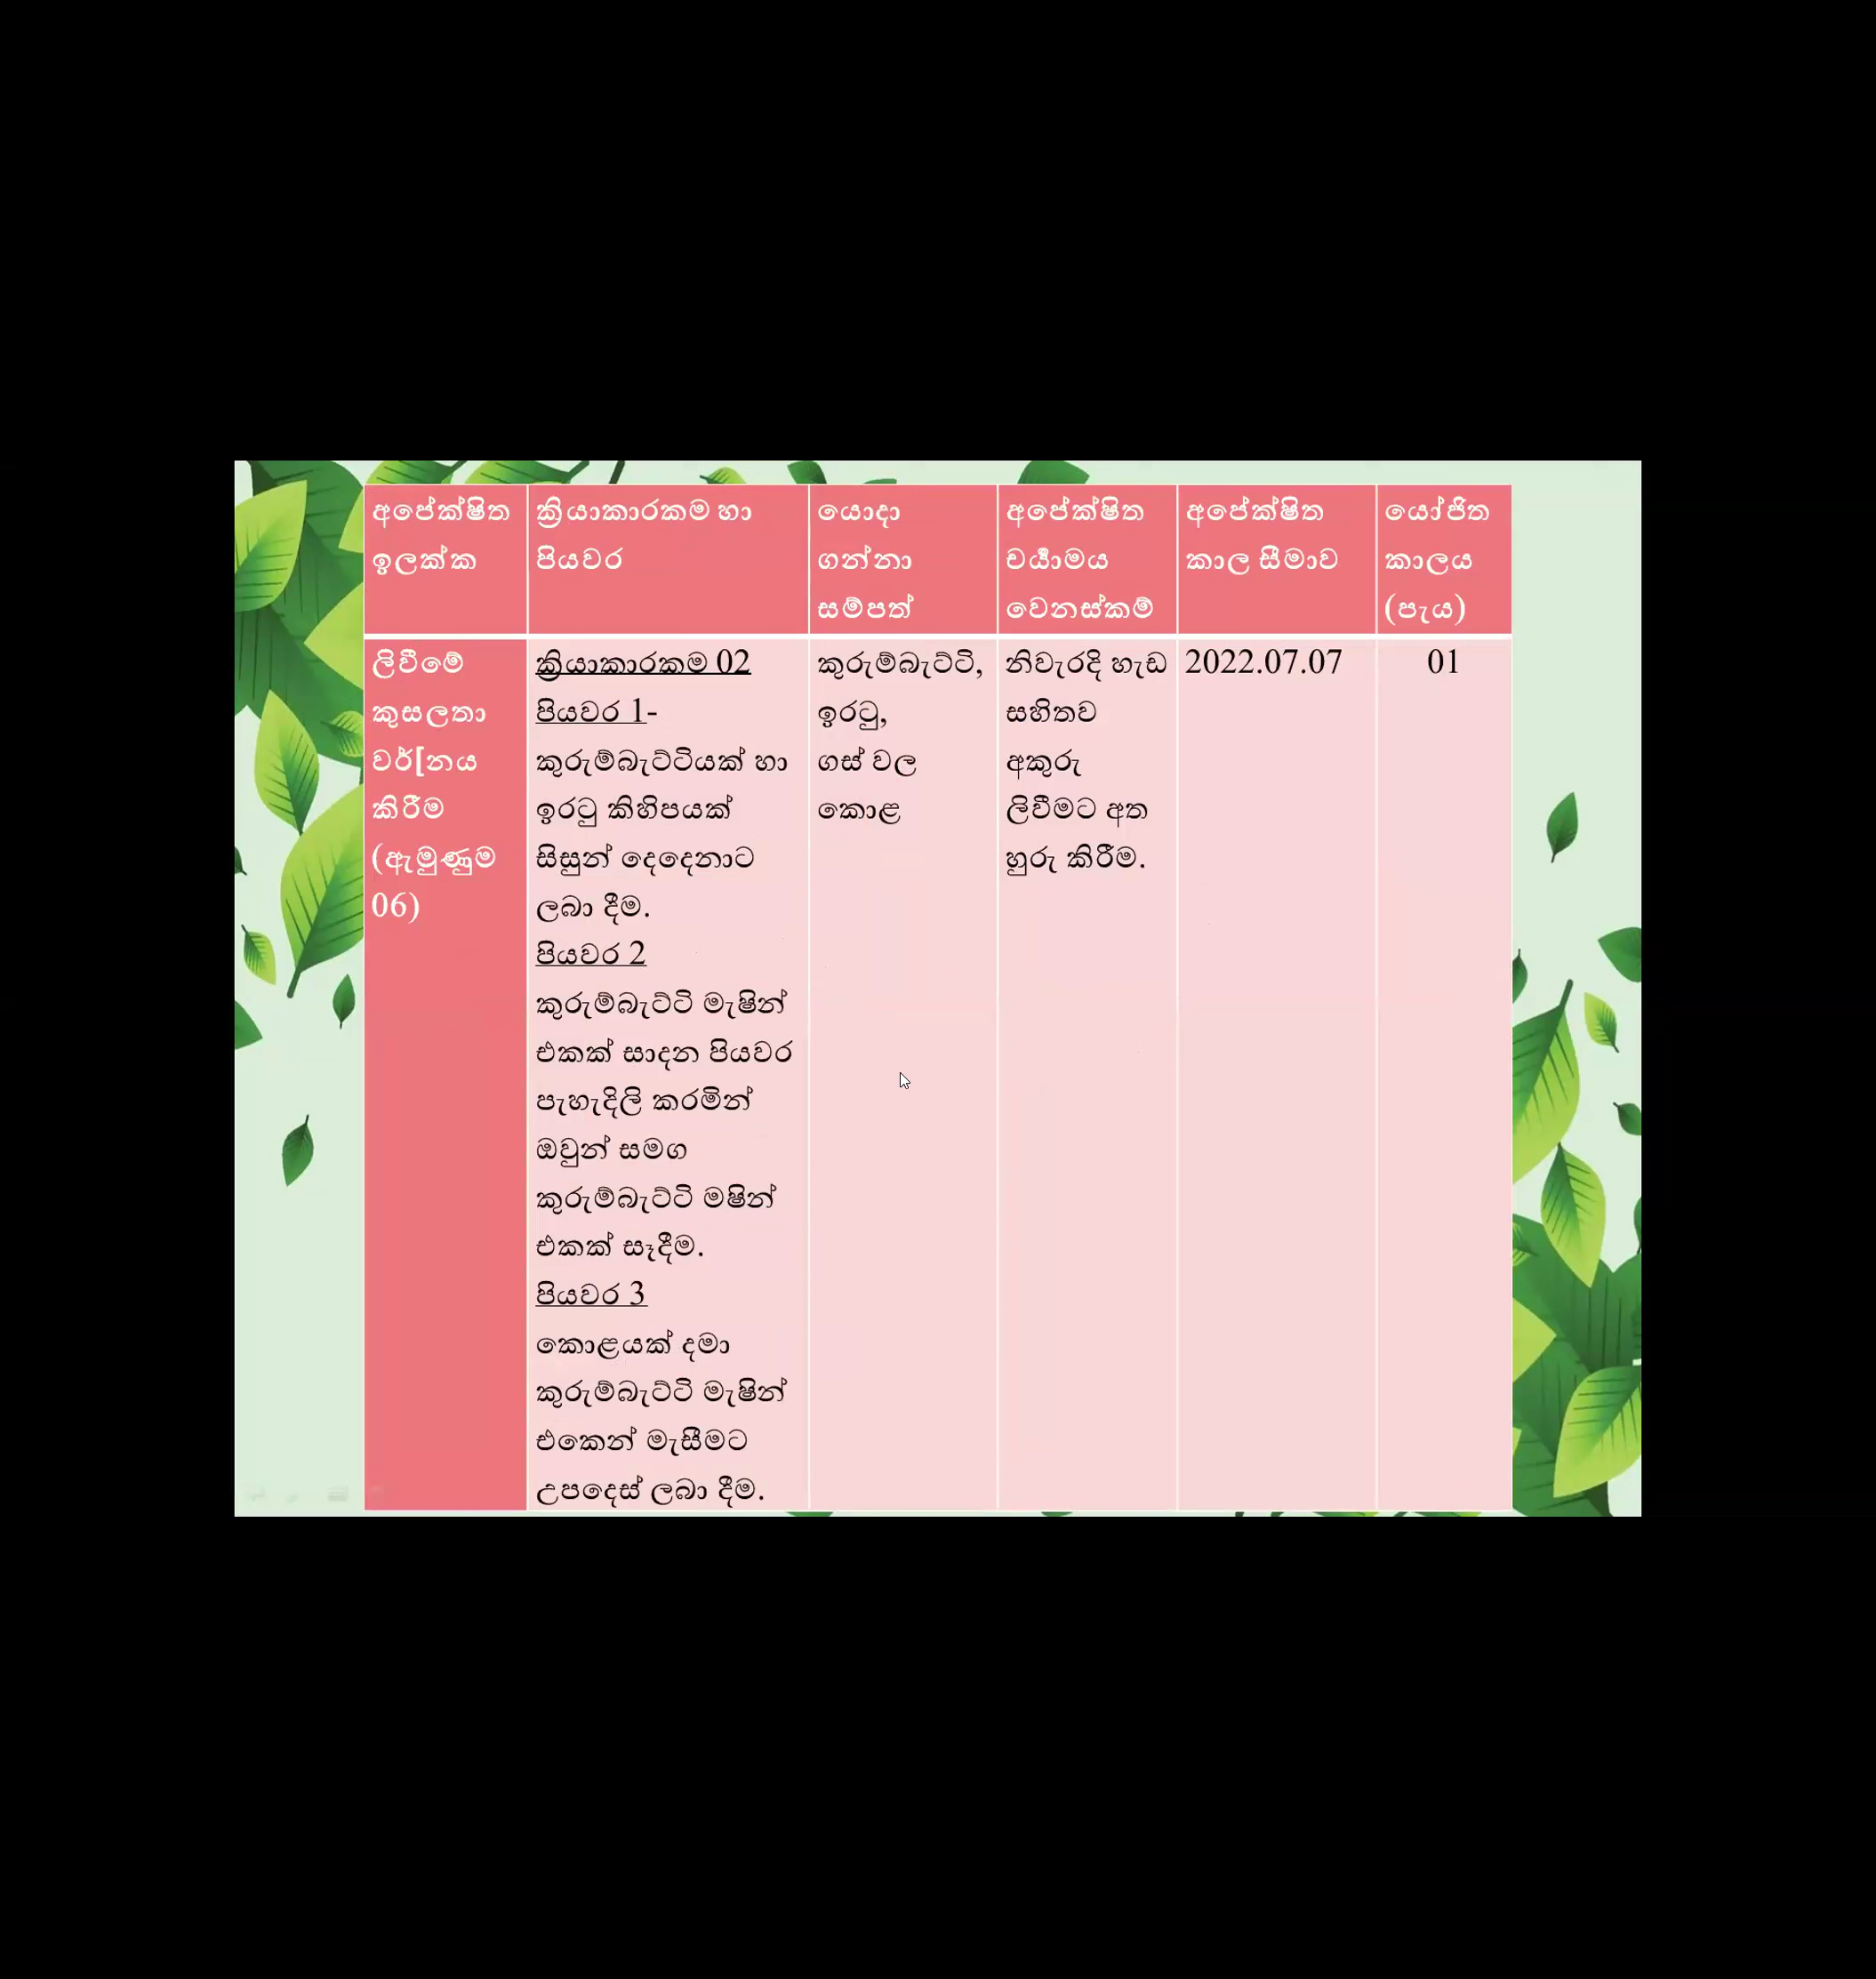 අපේක්ෂිත
ඉලක්ක
ක්‍රියාකාරකම හා
පියවර
යොදා
ගන්නා
සම්පත්
අපේක්ෂිත
චර්‍යාමය
වෙනස්කම්
අපේක්ෂිත
කාල සීමාව
යෝජිත
කාලය
(පැය)
ලිවීමේ
කුසලතා
වර්[නය
කිරීම
(ඇමුණුම
06)
ක්‍රියාකාරකම 02
පියවර 1-
කුරුම්බැට්ටියක් හා
ඉරටු කිහිපයක්
සිසුන් දෙදෙනාට
ලබා දීම.
පියවර 2
කුරුම්බැට්ටි මැෂින්
එකක් සාදන පියවර
පැහැදිලි කරමින්
ඔවුන් සමග
කුරුම්බැට්ටි මෂින්
එකක් සෑදීම.
පියවර 3
කොළයක් දමා
කුරුම්බැට්ටි මැෂින්
එකෙන් මැසීමට
උපදෙස් ලබා දීම.
කුරුම්බැට්ටි,
ඉරටු,
ගස් වල
කොළ
නිවැරදි හැඩ
සහිතව
අකුරු
ලිවීමට අත
හුරු කිරීම.
2022.07.07
01